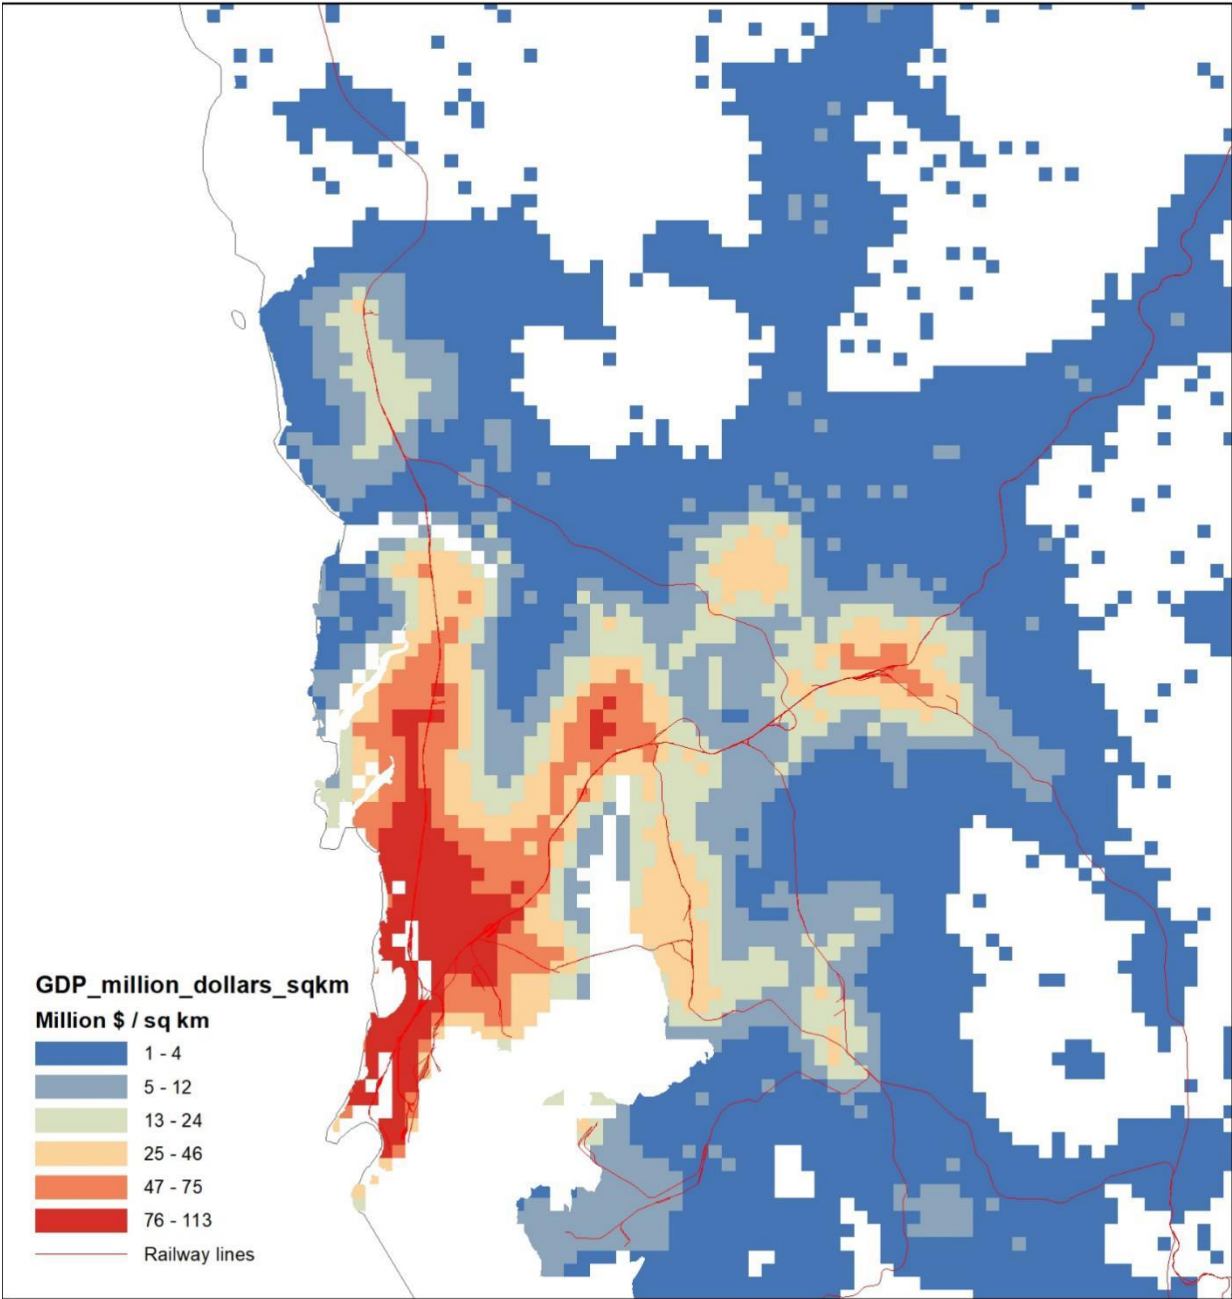 GDP_million_dollars_sqkm
Million $ / sq km
1 - 4
5 - 12
13 - 24
25 - 46
47 - 75
76 - 113
Railway lines